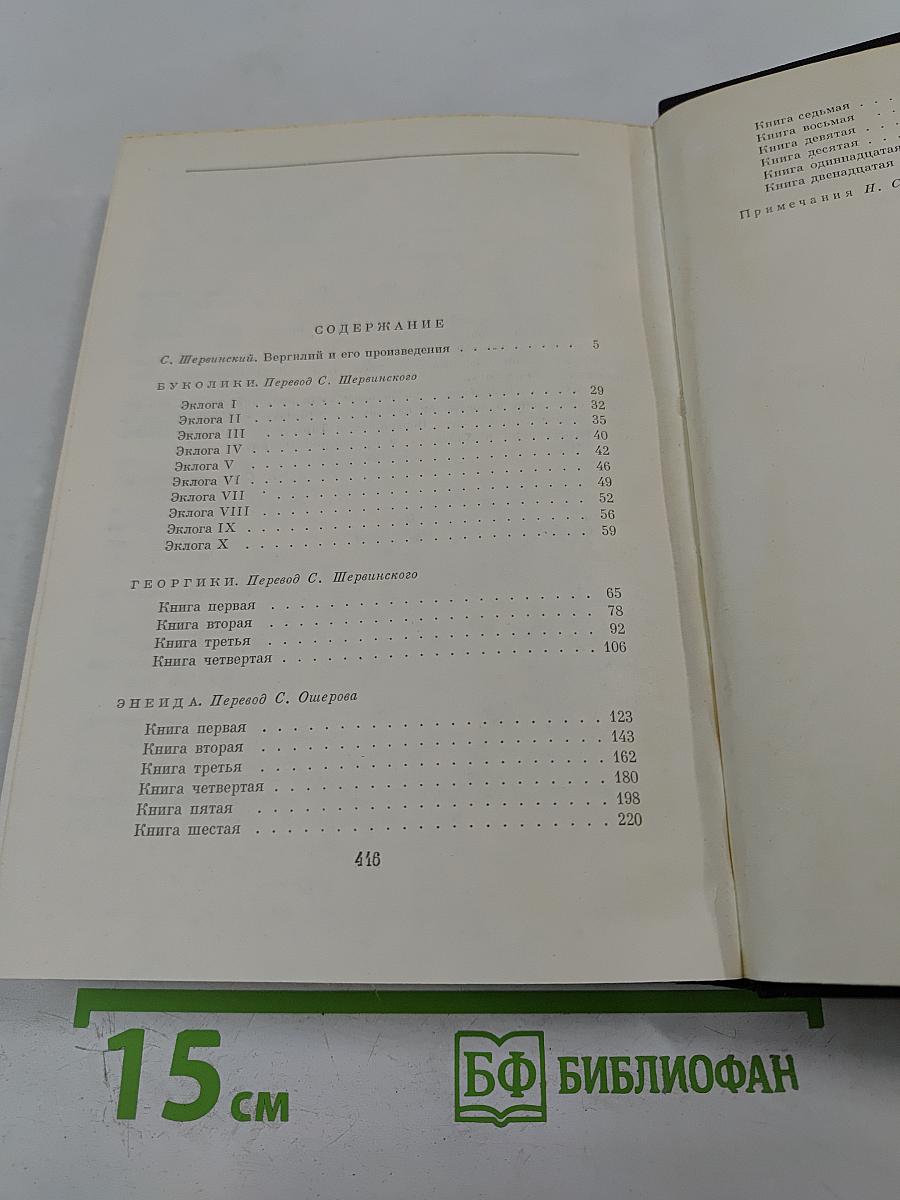 СОДЕРЖАНИЕ
С. Шервинский. Вергилий и его произведения . . . . . . . . . 5
БУКОЛИКИ. Перевод С. Шервинского
Эклога I . . . . . . . . . . . . . . . . . . . . . . . 29
Эклога II . . . . . . . . . . . . . . . . . . . . . . . 32
Эклога III . . . . . . . . . . . . . . . . . . . . . . 35
Эклога IV . . . . . . . . . . . . . . . . . . . . . . . 40
Эклога V . . . . . . . . . . . . . . . . . . . . . . . 42
Эклога VI . . . . . . . . . . . . . . . . . . . . . . . 46
Эклога VII . . . . . . . . . . . . . . . . . . . . . . 49
Эклога VIII . . . . . . . . . . . . . . . . . . . . . . 52
Эклога IX . . . . . . . . . . . . . . . . . . . . . . . 56
Эклога X . . . . . . . . . . . . . . . . . . . . . . . 59
ГЕОРГИКИ. Перевод С. Шервинского
Книга первая . . . . . . . . . . . . . . . . . . . . . 65
Книга вторая . . . . . . . . . . . . . . . . . . . . . 78
Книга третья . . . . . . . . . . . . . . . . . . . . . 92
Книга четвертая . . . . . . . . . . . . . . . . . . . . 106
ЭНЕИДА. Перевод С. Ошерова
Книга первая . . . . . . . . . . . . . . . . . . . . . 123
Книга вторая . . . . . . . . . . . . . . . . . . . . . 143
Книга третья . . . . . . . . . . . . . . . . . . . . . 162
Книга четвертая . . . . . . . . . . . . . . . . . . . . 180
Книга пятая . . . . . . . . . . . . . . . . . . . . . 198
Книга шестая . . . . . . . . . . . . . . . . . . . . . 220
416
Книга седьмая . . .
Книга восьмая . .
Книга девятая . . .
Книга десятая . . .
Книга одиннадцатая
Книга двенадцатая
Примечания Н. С
15 см
БФ БИБЛИОФАН